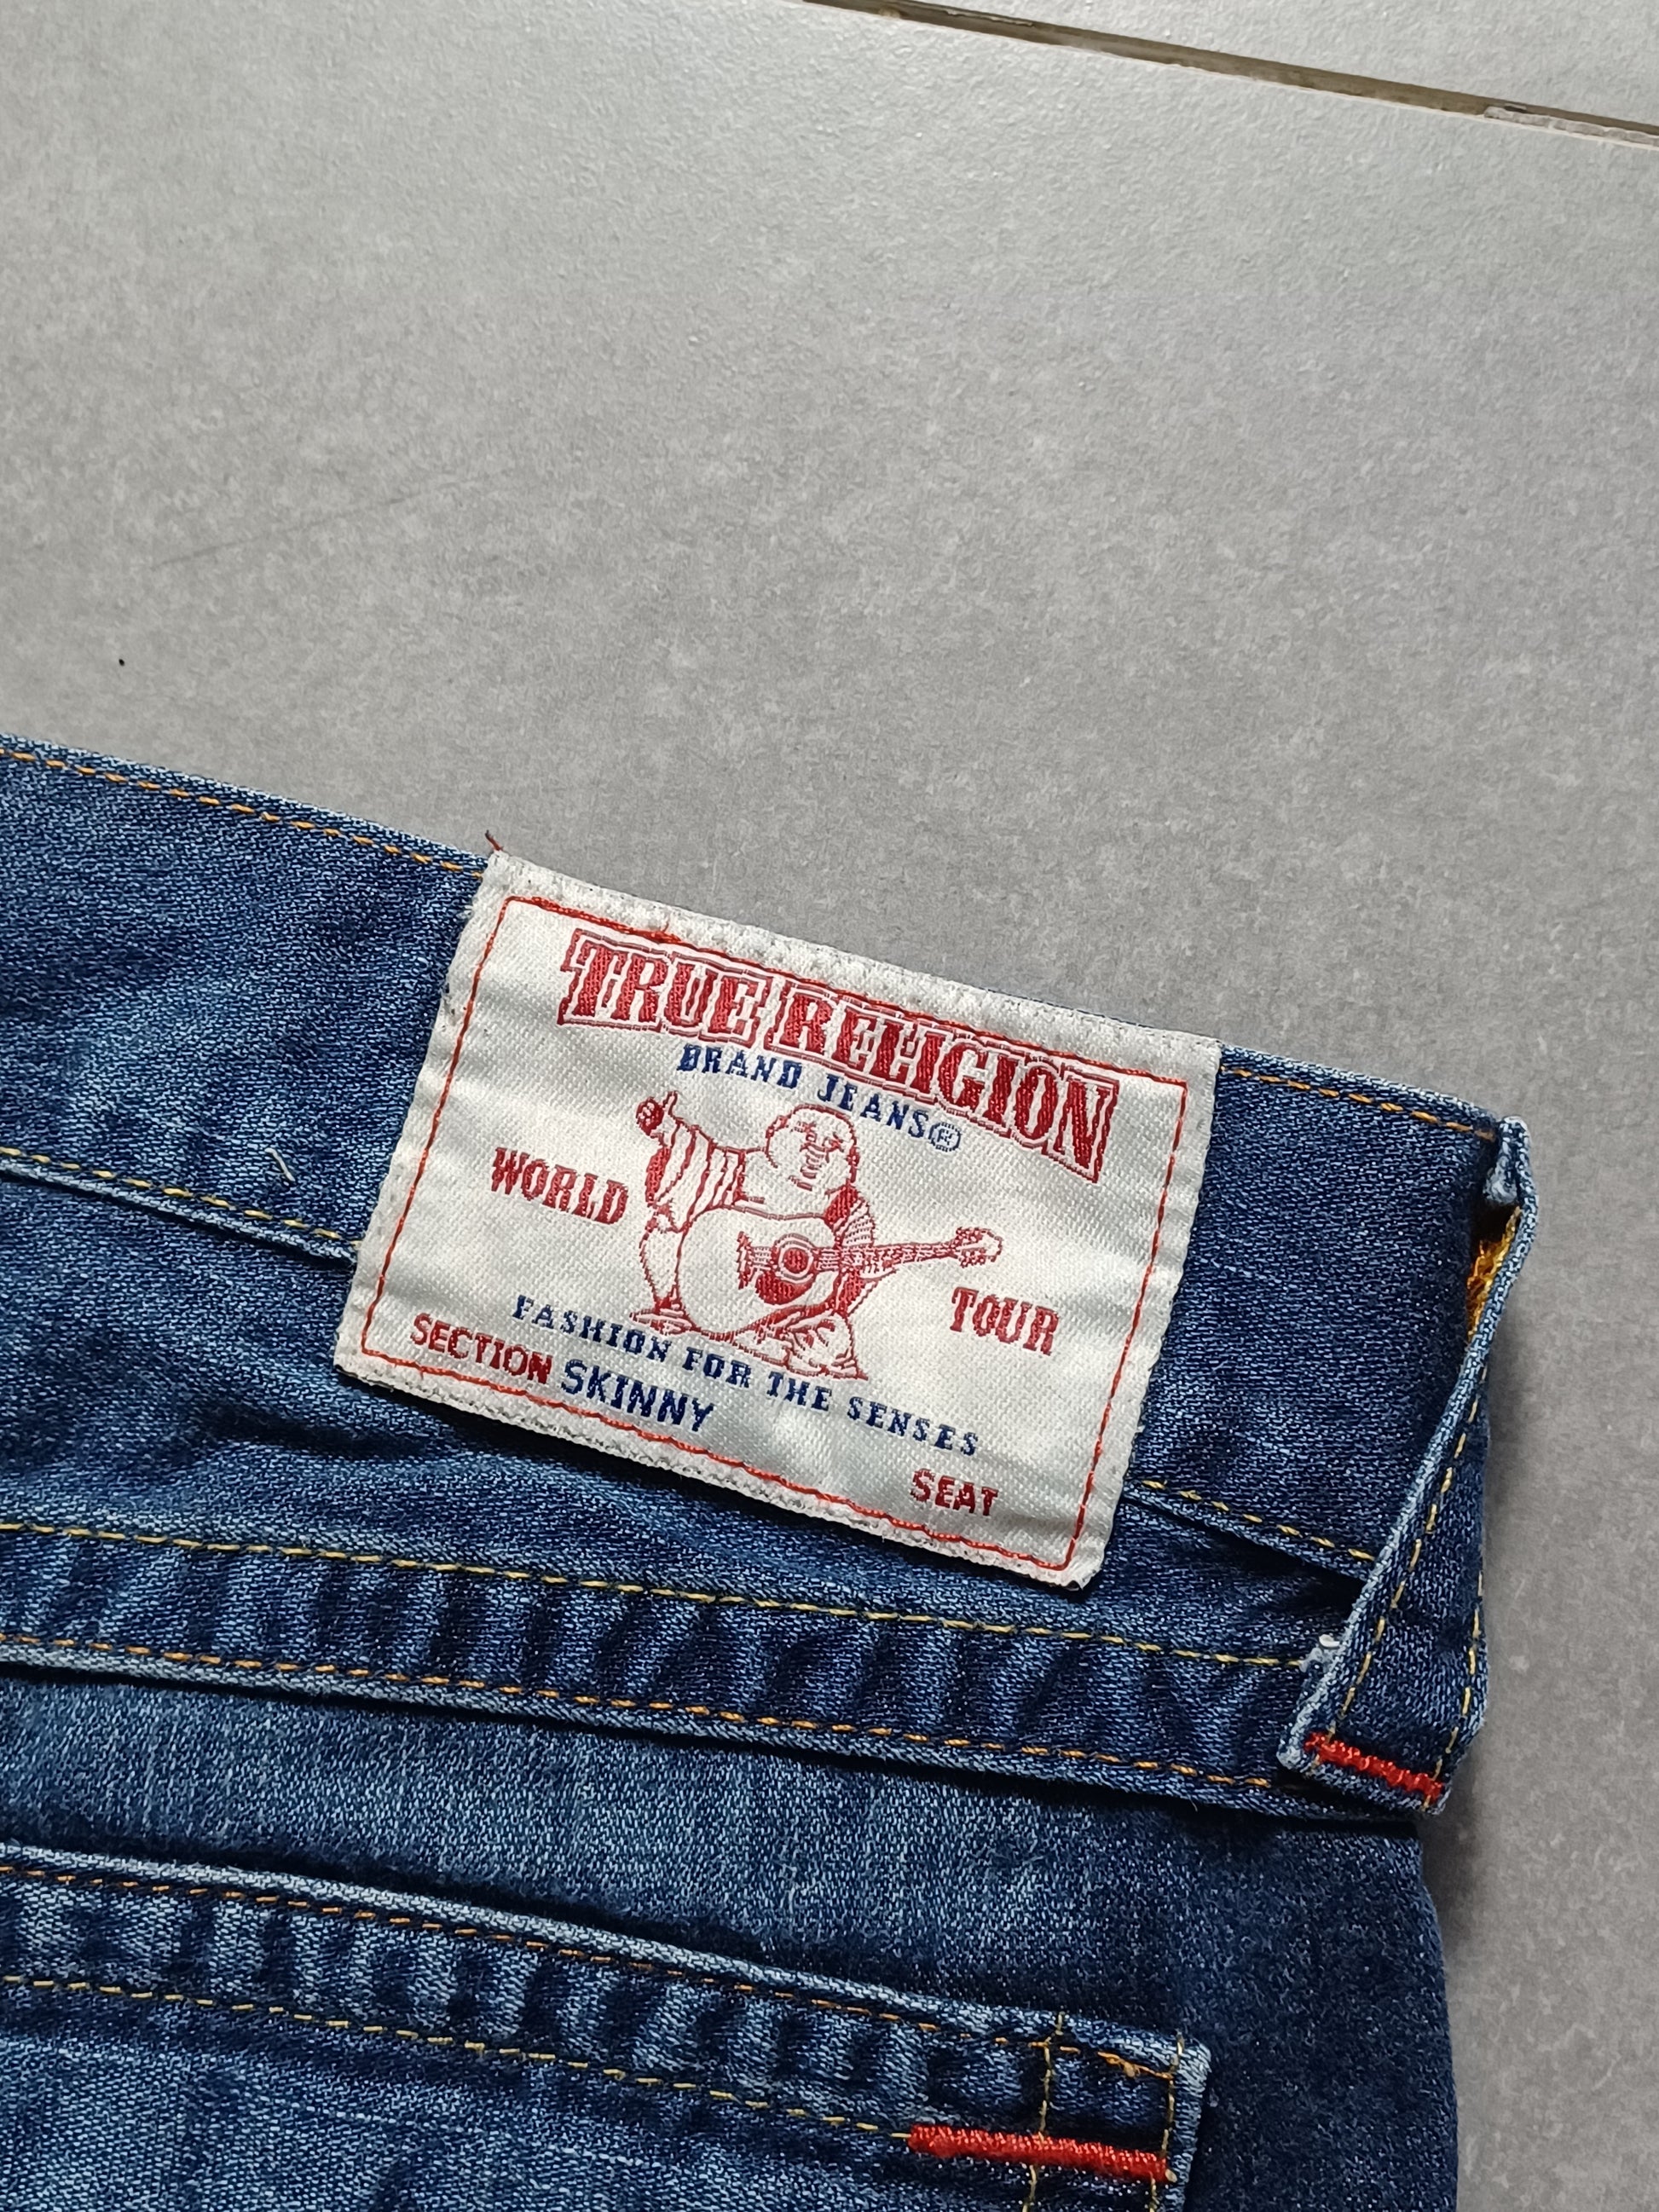 TRUE RELIGION
BRAND JEANS®
WORLD TOUR
FASHION FOR THE SENSES
SECTION SKINNY SEAT